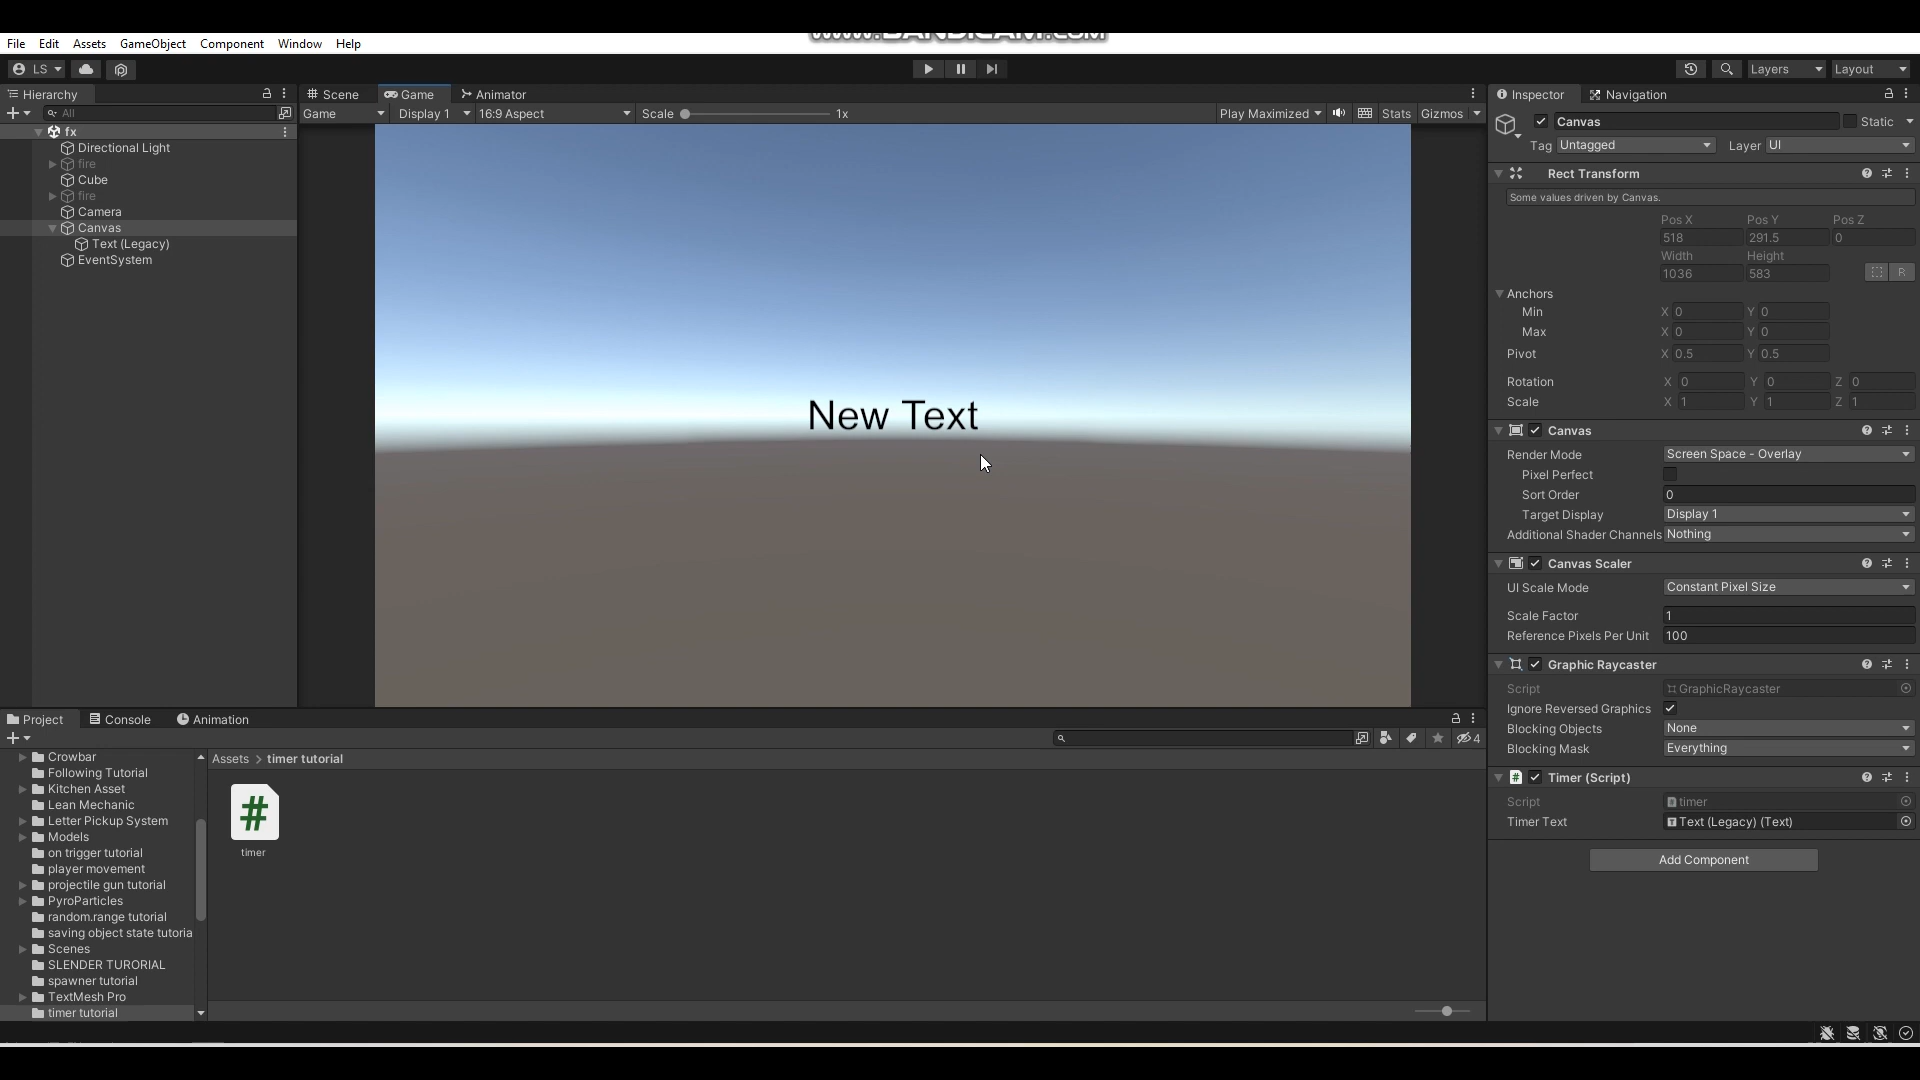 www.BANDICAM.com
File Edit Assets GameObject Component Window Help
LS Layers Layout
Hierarchy Scene Game Animator Inspector Navigation
All Game Display 1 16:9 Aspect Scale 1x Play Maximized Stats Gizmos Canvas Static
fx
Tag Untagged Layer UI
Directional Light
fire
Cube
fire
Camera
Canvas
Text (Legacy)
EventSystem
New Text
Rect Transform
Some values driven by Canvas.
Pos X Pos Y Pos Z
518 291.5 0
Width Height
1036 583 R
Anchors
Min X 0 Y 0
Max X 0 Y 0
Pivot X 0.5 Y 0.5
Rotation X 0 Y 0 Z 0
Scale X 1 Y 1 Z 1
Canvas
Render Mode Screen Space - Overlay
Pixel Perfect
Sort Order 0
Target Display Display 1
Additional Shader Channels Nothing
Canvas Scaler
UI Scale Mode Constant Pixel Size
Scale Factor 1
Reference Pixels Per Unit 100
Graphic Raycaster
Script GraphicRaycaster
Ignore Reversed Graphics
Blocking Objects None
Blocking Mask Everything
# Timer (Script)
Script timer
Timer Text Text (Legacy) (Text)
Add Component
Project Console Animation
4
Crowbar
Following Tutorial
Kitchen Asset
Lean Mechanic
Letter Pickup System
Models
on trigger tutorial
player movement
projectile gun tutorial
PyroParticles
random.range tutorial
saving object state tutoria
Scenes
SLENDER TURORIAL
spawner tutorial
TextMesh Pro
timer tutorial
Assets > timer tutorial
#
timer